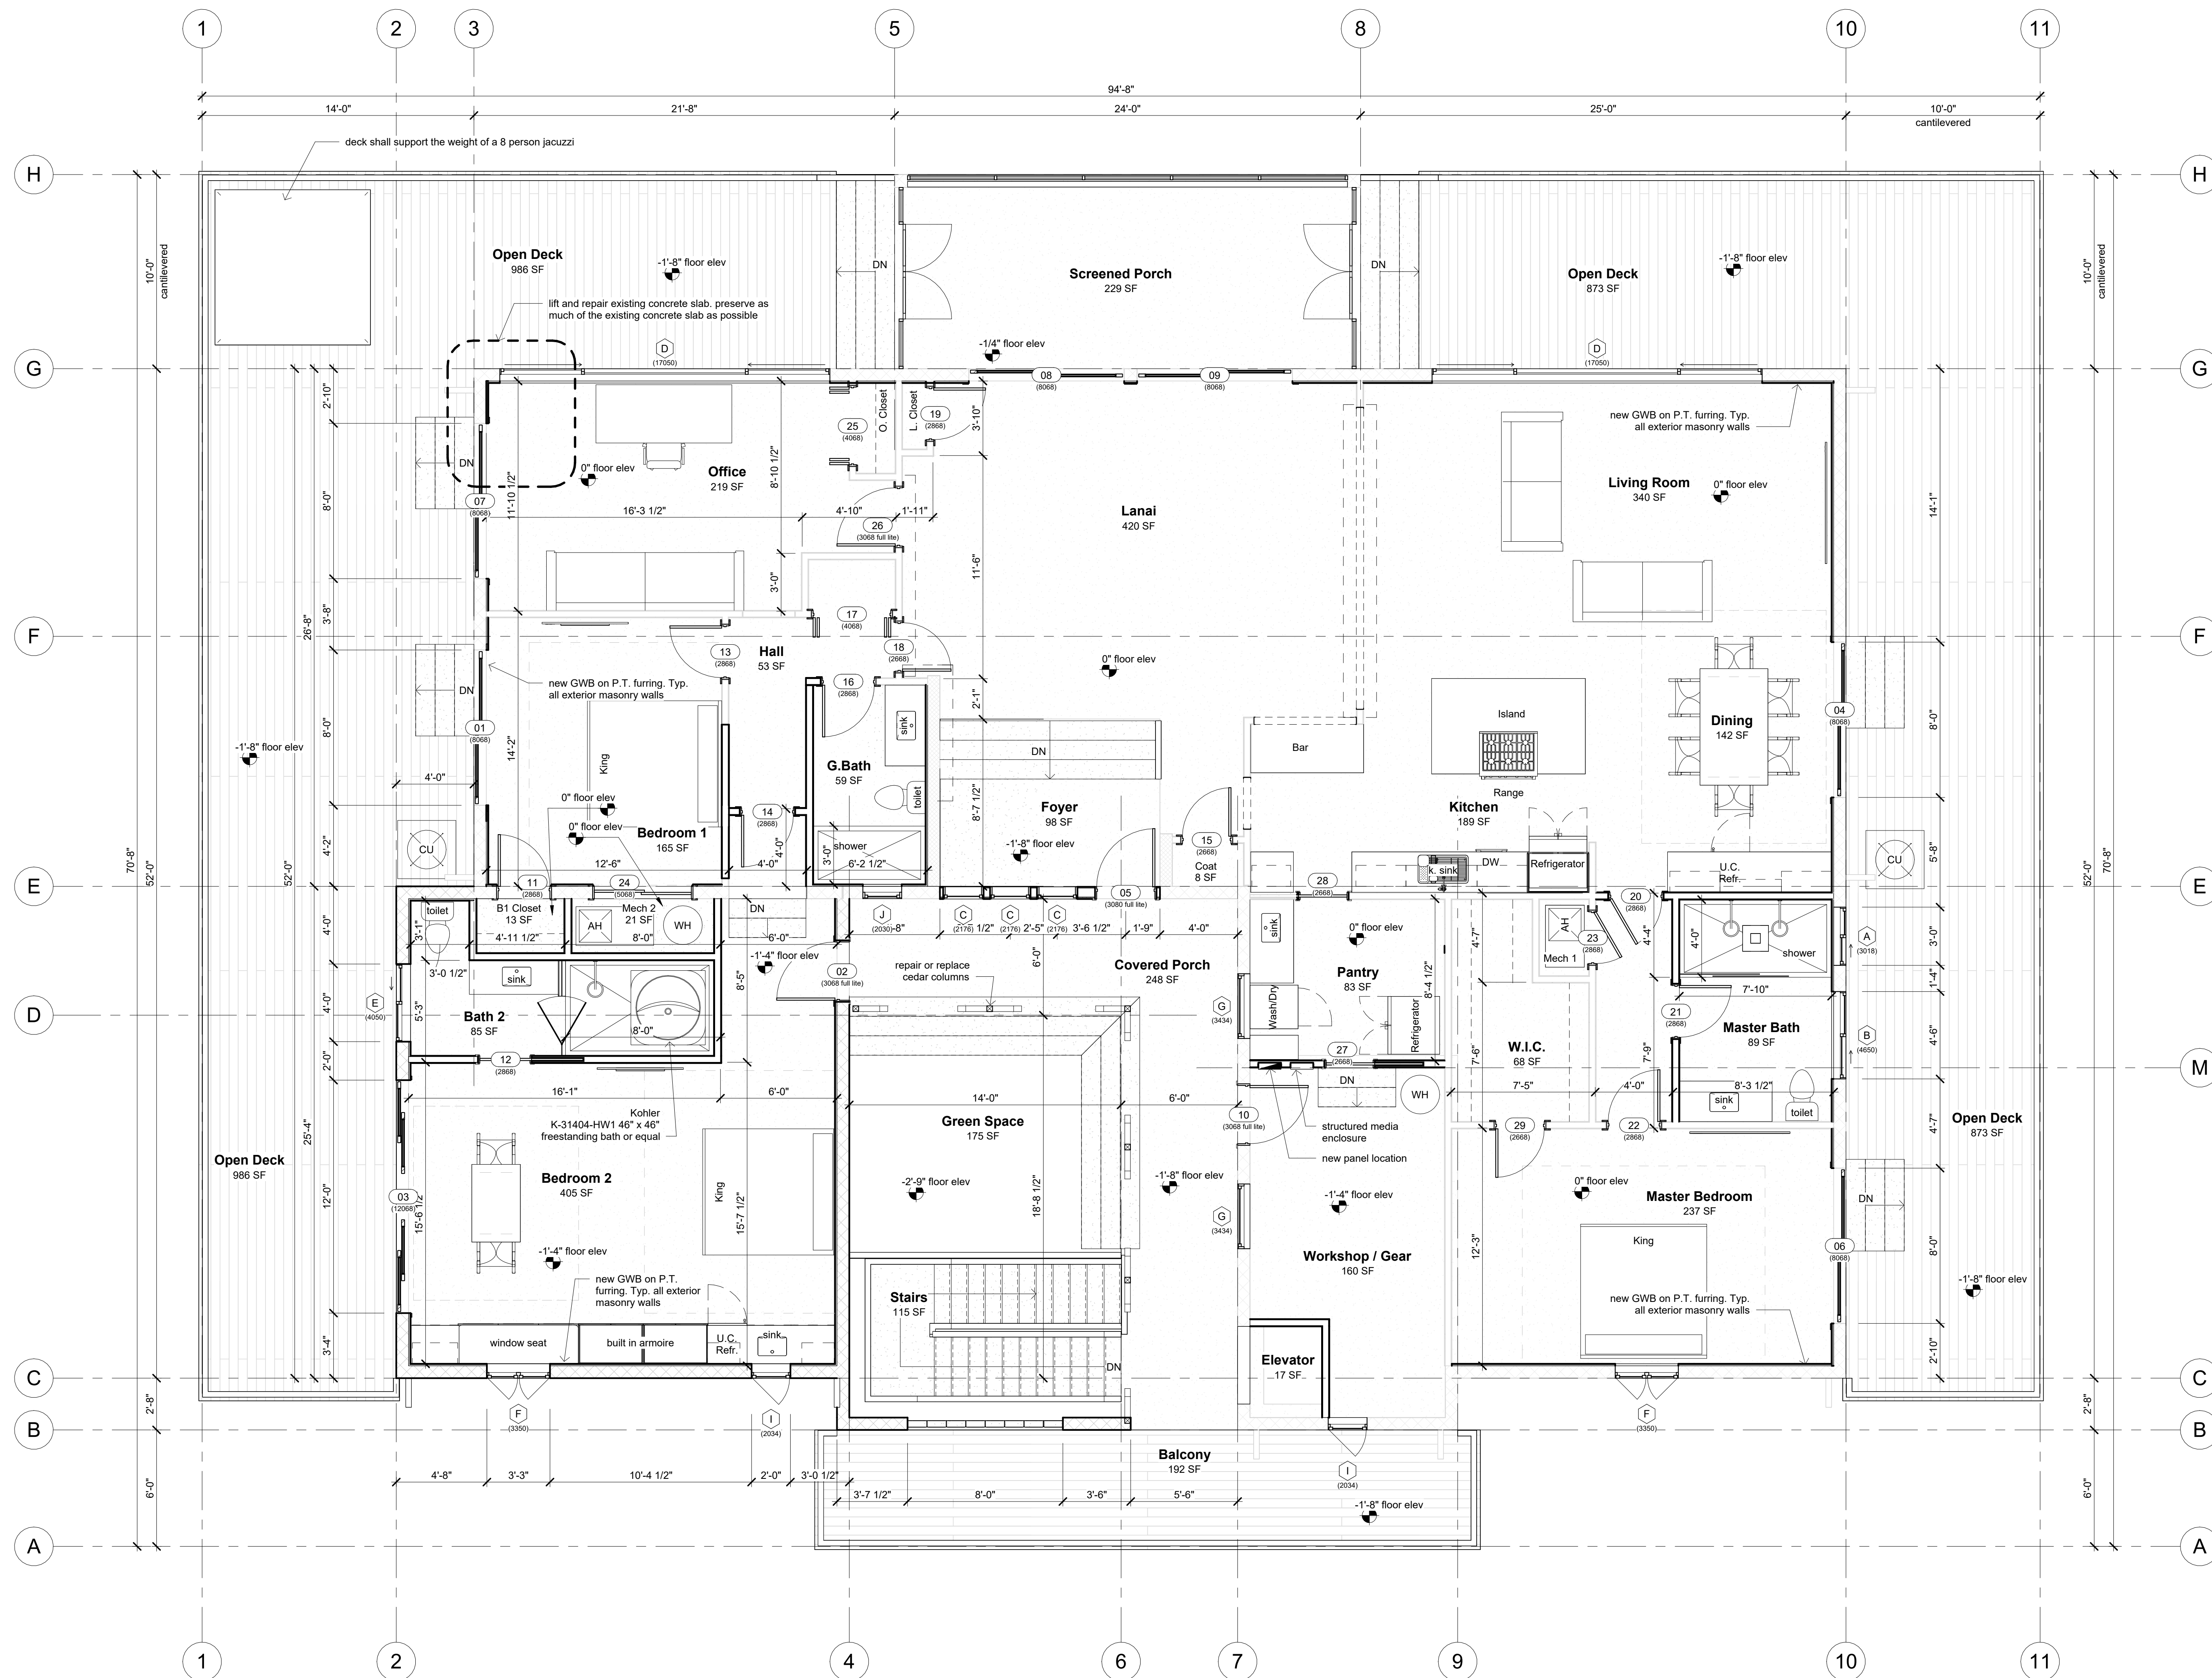 1
2
3
5
8
10
11
94'-8"
14'-0"
21'-8"
24'-0"
25'-0"
10'-0"
cantilevered
deck shall support the weight of a 8 person jacuzzi
H
H
10'-0"
cantilevered
10'-0"
cantilevered
Open Deck
986 SF
-1'-8" floor elev
DN
Screened Porch
229 SF
DN
Open Deck
873 SF
-1'-8" floor elev
lift and repair existing concrete slab. preserve as
much of the existing concrete slab as possible
D
(17050)
-1/4" floor elev
D
(17050)
G
G
08
(8068)
09
(8068)
2'-10"
25
(4068)
O. Closet
L. Closet
19
(2868)
3'-10"
new GWB on P.T. furring. Typ.
all exterior masonry walls
DN
0" floor elev
Office
219 SF
8'-10 1/2"
11'-10 1/2"
07
(8068)
8'-0"
16'-3 1/2"
4'-10"
1'-11"
26
(3068 full lite)
Lanai
420 SF
Living Room
340 SF
0" floor elev
14'-1"
11'-6"
3'-0"
3'-8"
26'-8"
17
(4068)
F
F
13
(2868)
Hall
53 SF
18
(2668)
0" floor elev
16
(2868)
new GWB on P.T. furring. Typ.
all exterior masonry walls
DN
01
(8068)
8'-0"
14'-2"
King
2'-1"
sink
DN
Bar
Island
Range
Dining
142 SF
04
(8068)
8'-0"
-1'-8" floor elev
4'-0"
G.Bath
59 SF
toilet
0" floor elev
0" floor elev
Bedroom 1
165 SF
14
(2868)
4'-0"
8'-7 1/2"
Foyer
98 SF
-1'-8" floor elev
Kitchen
189 SF
15
(2668)
Coat
8 SF
CU
4'-2"
12'-6"
4'-0"
3'-0"
shower
6'-2 1/2"
k. sink
DW
Refrigerator
U.C.
Refr.
CU
5'-8"
70'-8"
52'-0"
52'-0"
52'-0"
70'-8"
E
E
11
(2868)
24
(5068)
05
(3080 full lite)
28
(2668)
20
(2868)
toilet
B1 Closet
13 SF
4'-11 1/2"
Mech 2
21 SF
AH
8'-0"
WH
DN
6'-0"
J
(2030)
-8"
C
(2176)
1/2"
C
(2176)
2'-5"
C
(2176)
3'-6 1/2"
1'-9"
4'-0"
sink
0" floor elev
AH
Mech 1
23
(2868)
4'-7"
4'-4"
4'-0"
shower
A
(3018)
3'-0"
1'-4"
4'-0"
3'-1"
3'-0 1/2"
sink
-1'-4" floor elev
02
(3068 full lite)
8'-5"
repair or replace
cedar columns
6'-0"
Covered Porch
248 SF
Pantry
83 SF
8'-4 1/2"
7'-10"
E
(4050)
4'-0"
5'-3"
Bath 2
85 SF
8'-0"
G
(3434)
Wash/Dry
Refrigerator
21
(2868)
Master Bath
89 SF
B
(4650)
4'-6"
D
12
(2868)
2'-0"
27
(2668)
W.I.C.
68 SF
7'-6"
7'-9"
M
16'-1"
6'-0"
14'-0"
6'-0"
DN
WH
7'-5"
4'-0"
8'-3 1/2"
sink
toilet
Kohler
K-31404-HW1 46" x 46"
freestanding bath or equal
Green Space
175 SF
10
(3068 full lite)
structured media
enclosure
new panel location
29
(2668)
22
(2868)
4'-7"
Open Deck
873 SF
Open Deck
986 SF
25'-4"
12'-0"
03
(12068)
15'-6 1/2"
Bedroom 2
405 SF
King
15'-7 1/2"
-2'-9" floor elev
18'-8 1/2"
-1'-8" floor elev
G
(3434)
-1'-4" floor elev
0" floor elev
Master Bedroom
237 SF
King
DN
06
(8068)
8'-0"
12'-3"
Workshop / Gear
160 SF
-1'-4" floor elev
new GWB on P.T.
furring. Typ. all exterior
masonry walls
Stairs
115 SF
new GWB on P.T. furring. Typ.
all exterior masonry walls
-1'-8" floor elev
3'-4"
window seat
built in armoire
U.C.
Refr.
sink
DN
Elevator
17 SF
2'-10"
C
C
F
(3350)
I
(2034)
F
(3350)
2'-8"
2'-8"
B
B
Balcony
192 SF
I
(2034)
4'-8"
3'-3"
10'-4 1/2"
2'-0"
3'-0 1/2"
3'-7 1/2"
8'-0"
3'-6"
5'-6"
-1'-8" floor elev
6'-0"
6'-0"
A
A
1
2
4
6
7
9
10
11